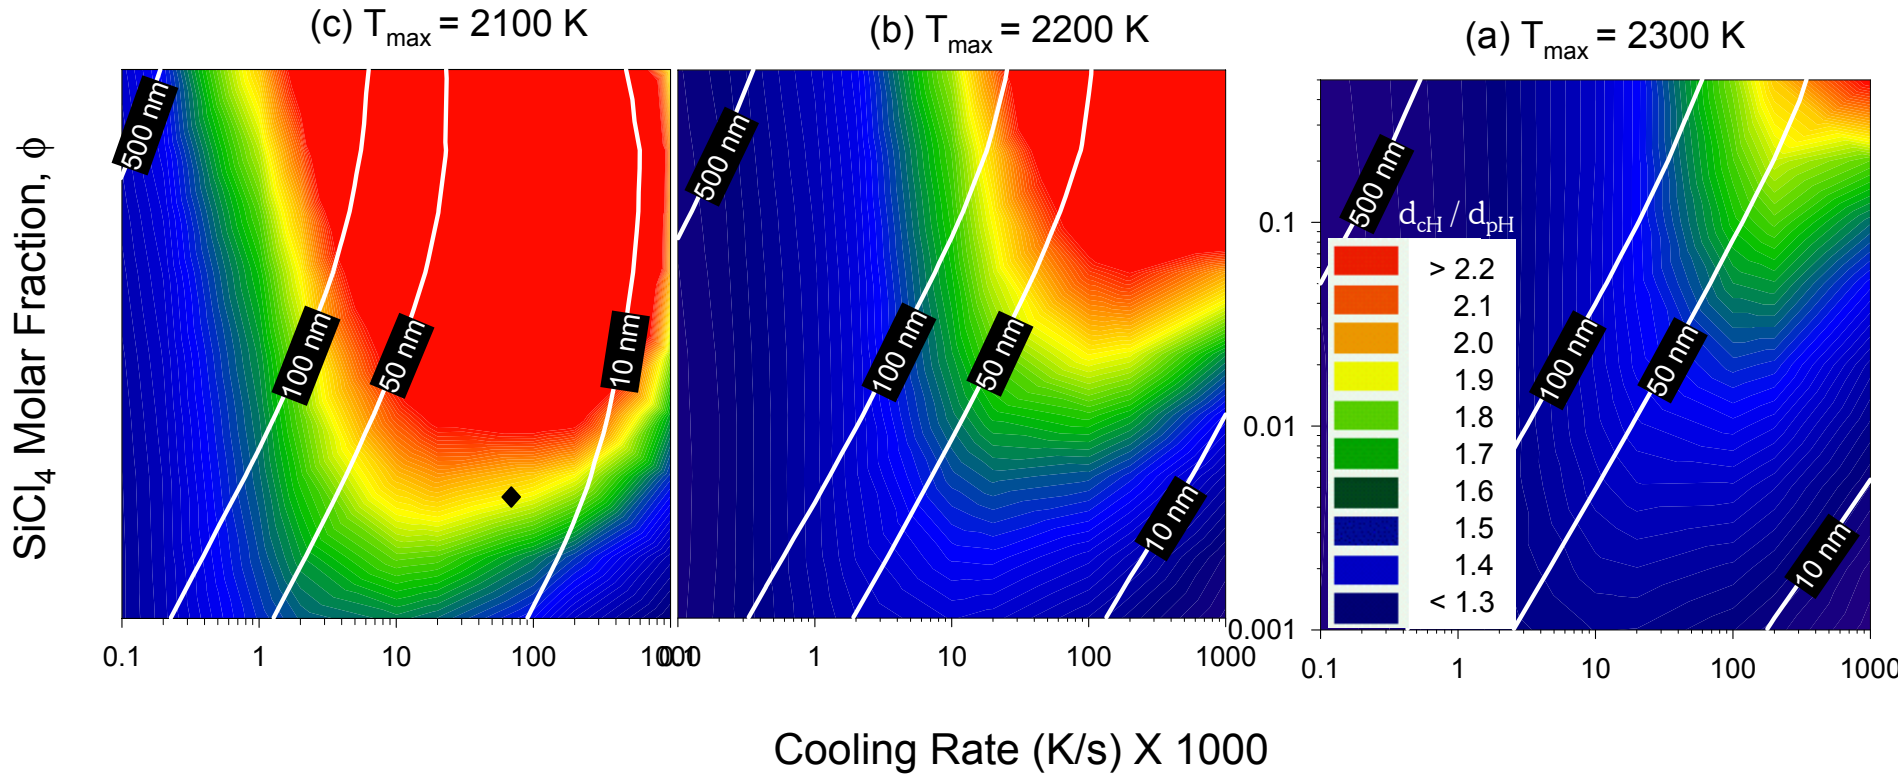 (c) Tmax = 2100 K
(b) Tmax = 2200 K
(a) Tmax = 2300 K
SiCl4 Molar Fraction, ϕ
500 nm
100 nm
50 nm
10 nm
500 nm
100 nm
50 nm
10 nm
500 nm
100 nm
50 nm
10 nm
dcH / dpH
> 2.2
2.1
2.0
1.9
1.8
1.7
1.6
1.5
1.4
< 1.3
0.1
0.01
0.001
0.1 1 10 100 1000
0.1 1 10 100 1000
0.1 1 10 100 1000
Cooling Rate (K/s) X 1000